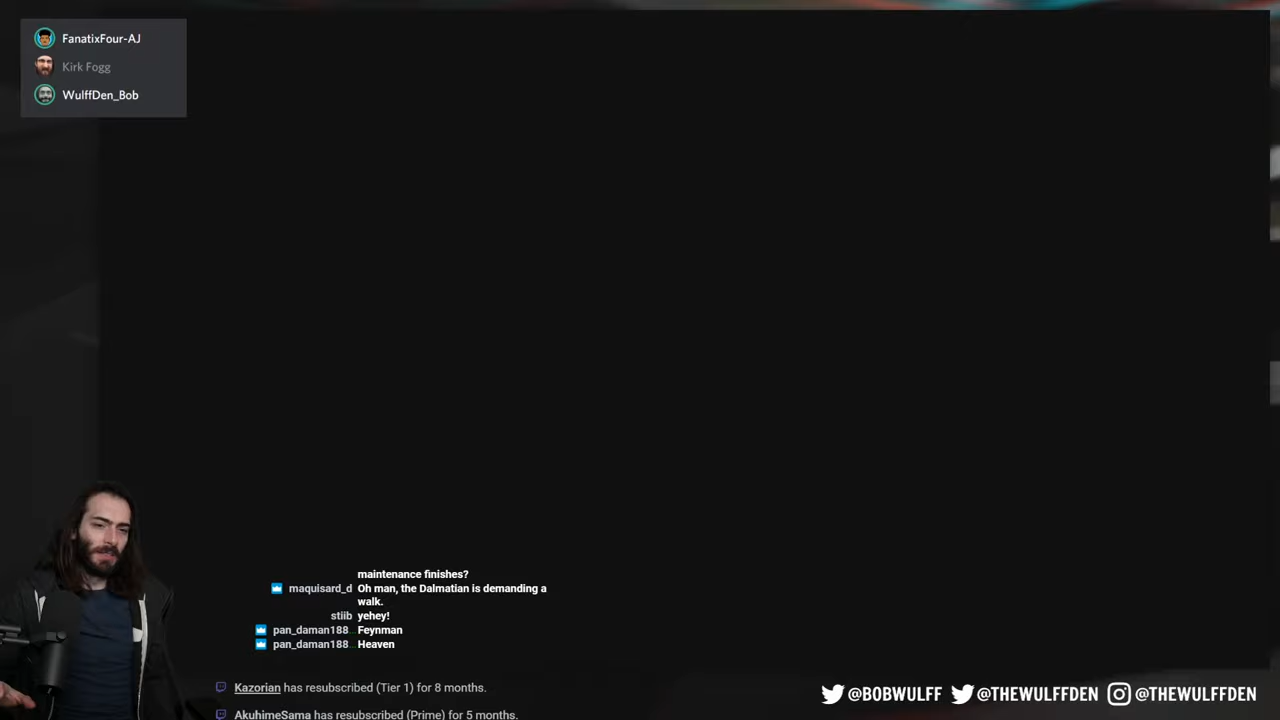 FanatixFour-AJ
Kirk Fogg
WulffDen_Bob
maintenance finishes?
maquisard_d Oh man, the Dalmatian is demanding a
walk.
stiib yehey!
pan_daman188... Feynman
pan_daman188... Heaven
Kazorian has resubscribed (Tier 1) for 8 months.
AkuhimeSama has resubscribed (Prime) for 5 months.
@BOBWULFF @THEWULFFDEN @THEWULFFDEN